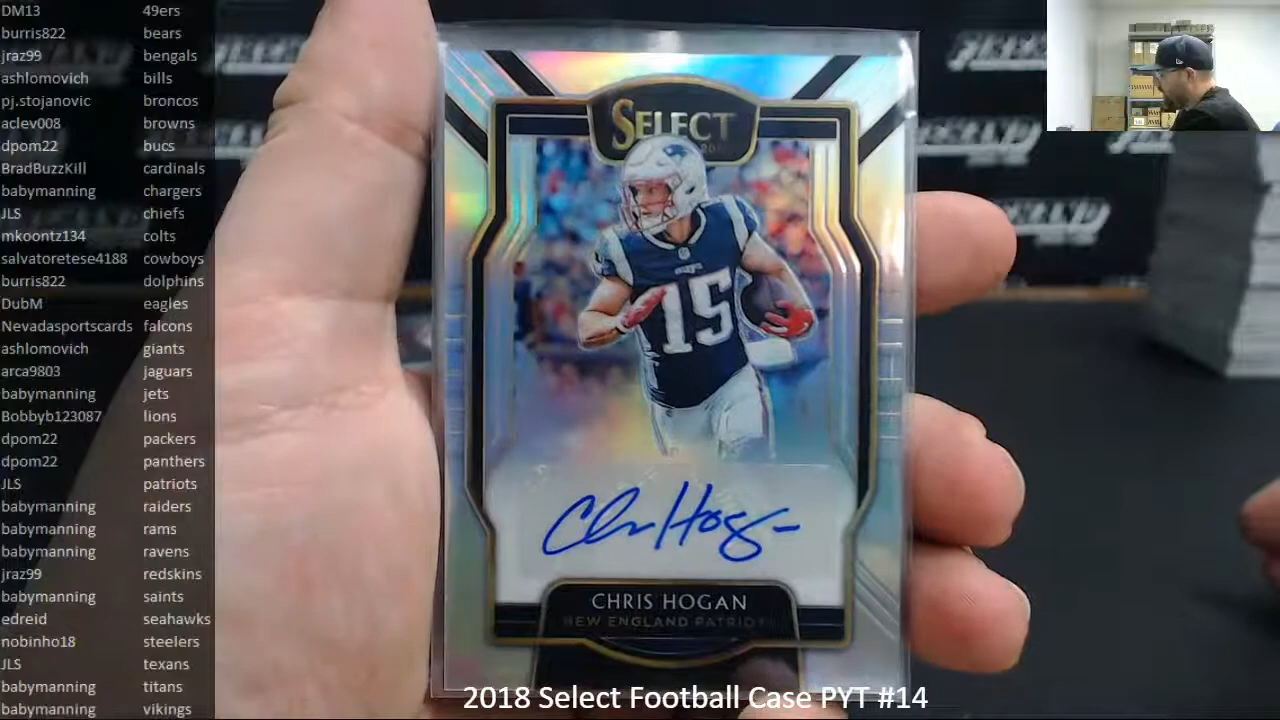 DM13 49ers
burris822 bears
jraz99 bengals
ashlomovich bills
pj.stojanovic broncos
aclev008 browns
dpom22 bucs
BradBuzzKill cardinals
babymanning chargers
JLS chiefs
mkoontz134 colts
salvatoretese4188 cowboys
burris822 dolphins
DubM eagles
Nevadasportscards falcons
ashlomovich giants
arca9803 jaguars
babymanning jets
Bobbyb123087 lions
dpom22 packers
dpom22 panthers
JLS patriots
babymanning raiders
babymanning rams
babymanning ravens
jraz99 redskins
babymanning saints
edreid seahawks
nobinho18 steelers
JLS texans
babymanning titans
babymanning vikings
SELECT
15
CHRIS HOGAN
NEW ENGLAND PATRIOTS
2018 Select Football Case PYT #14